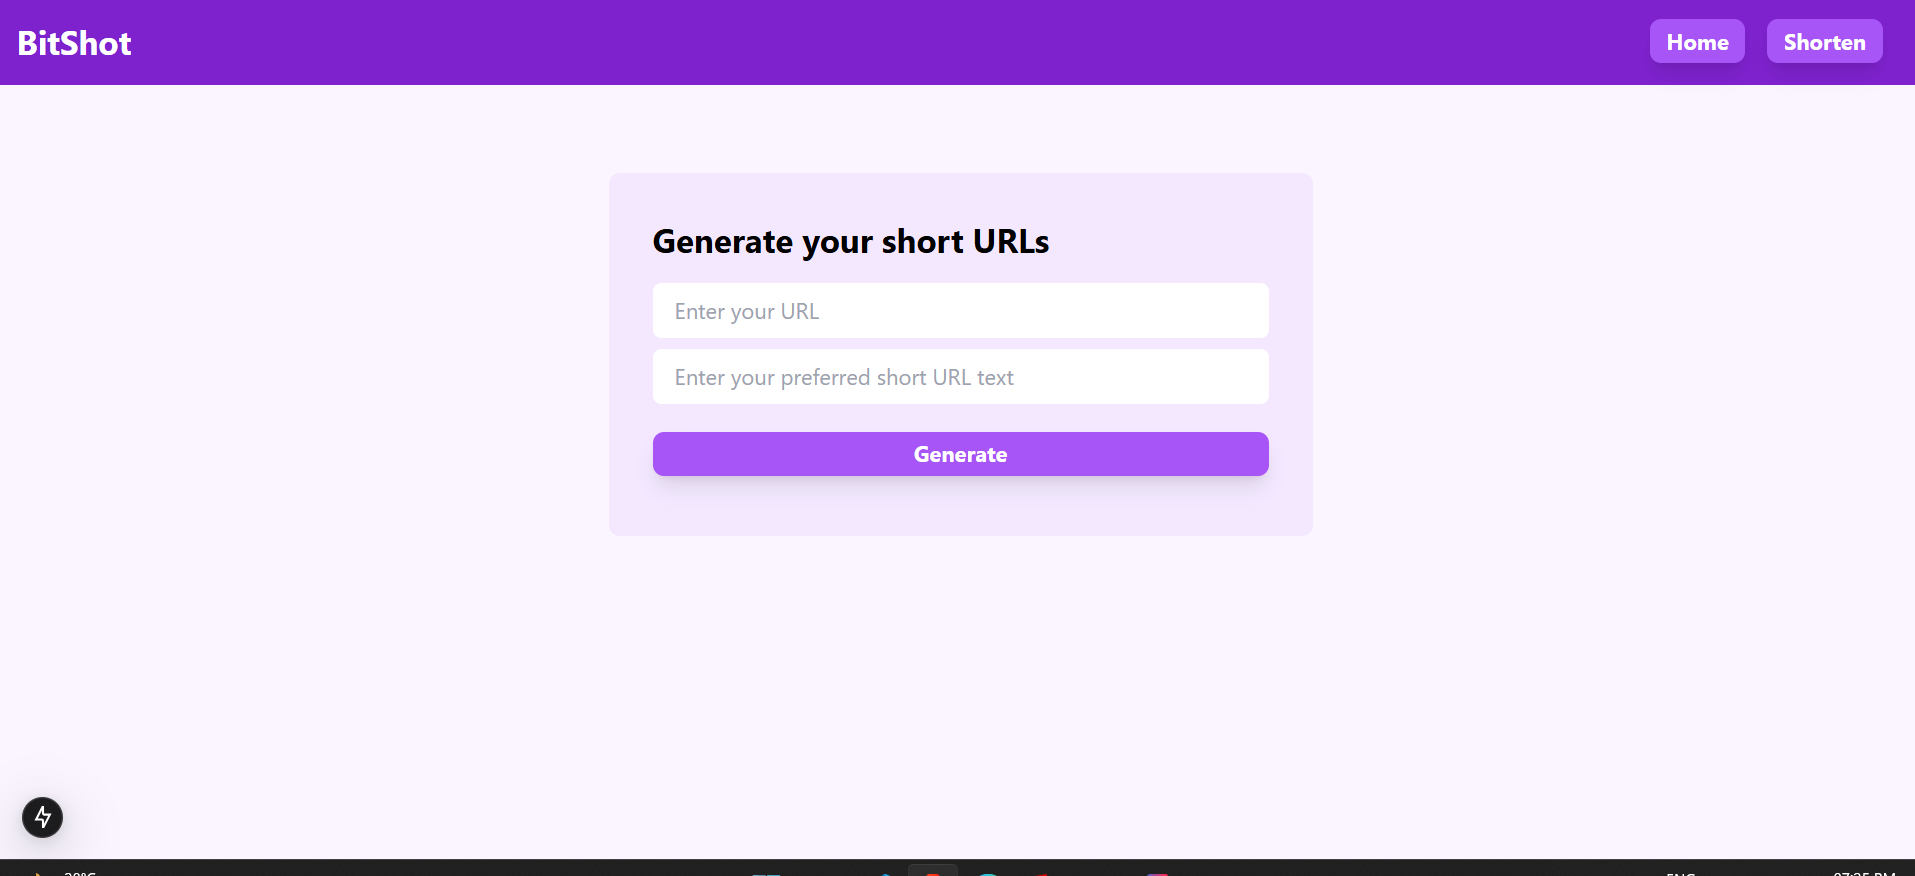 BitShot
Home
Shorten
Generate your short URLs
Enter your URL
Enter your preferred short URL text
Generate